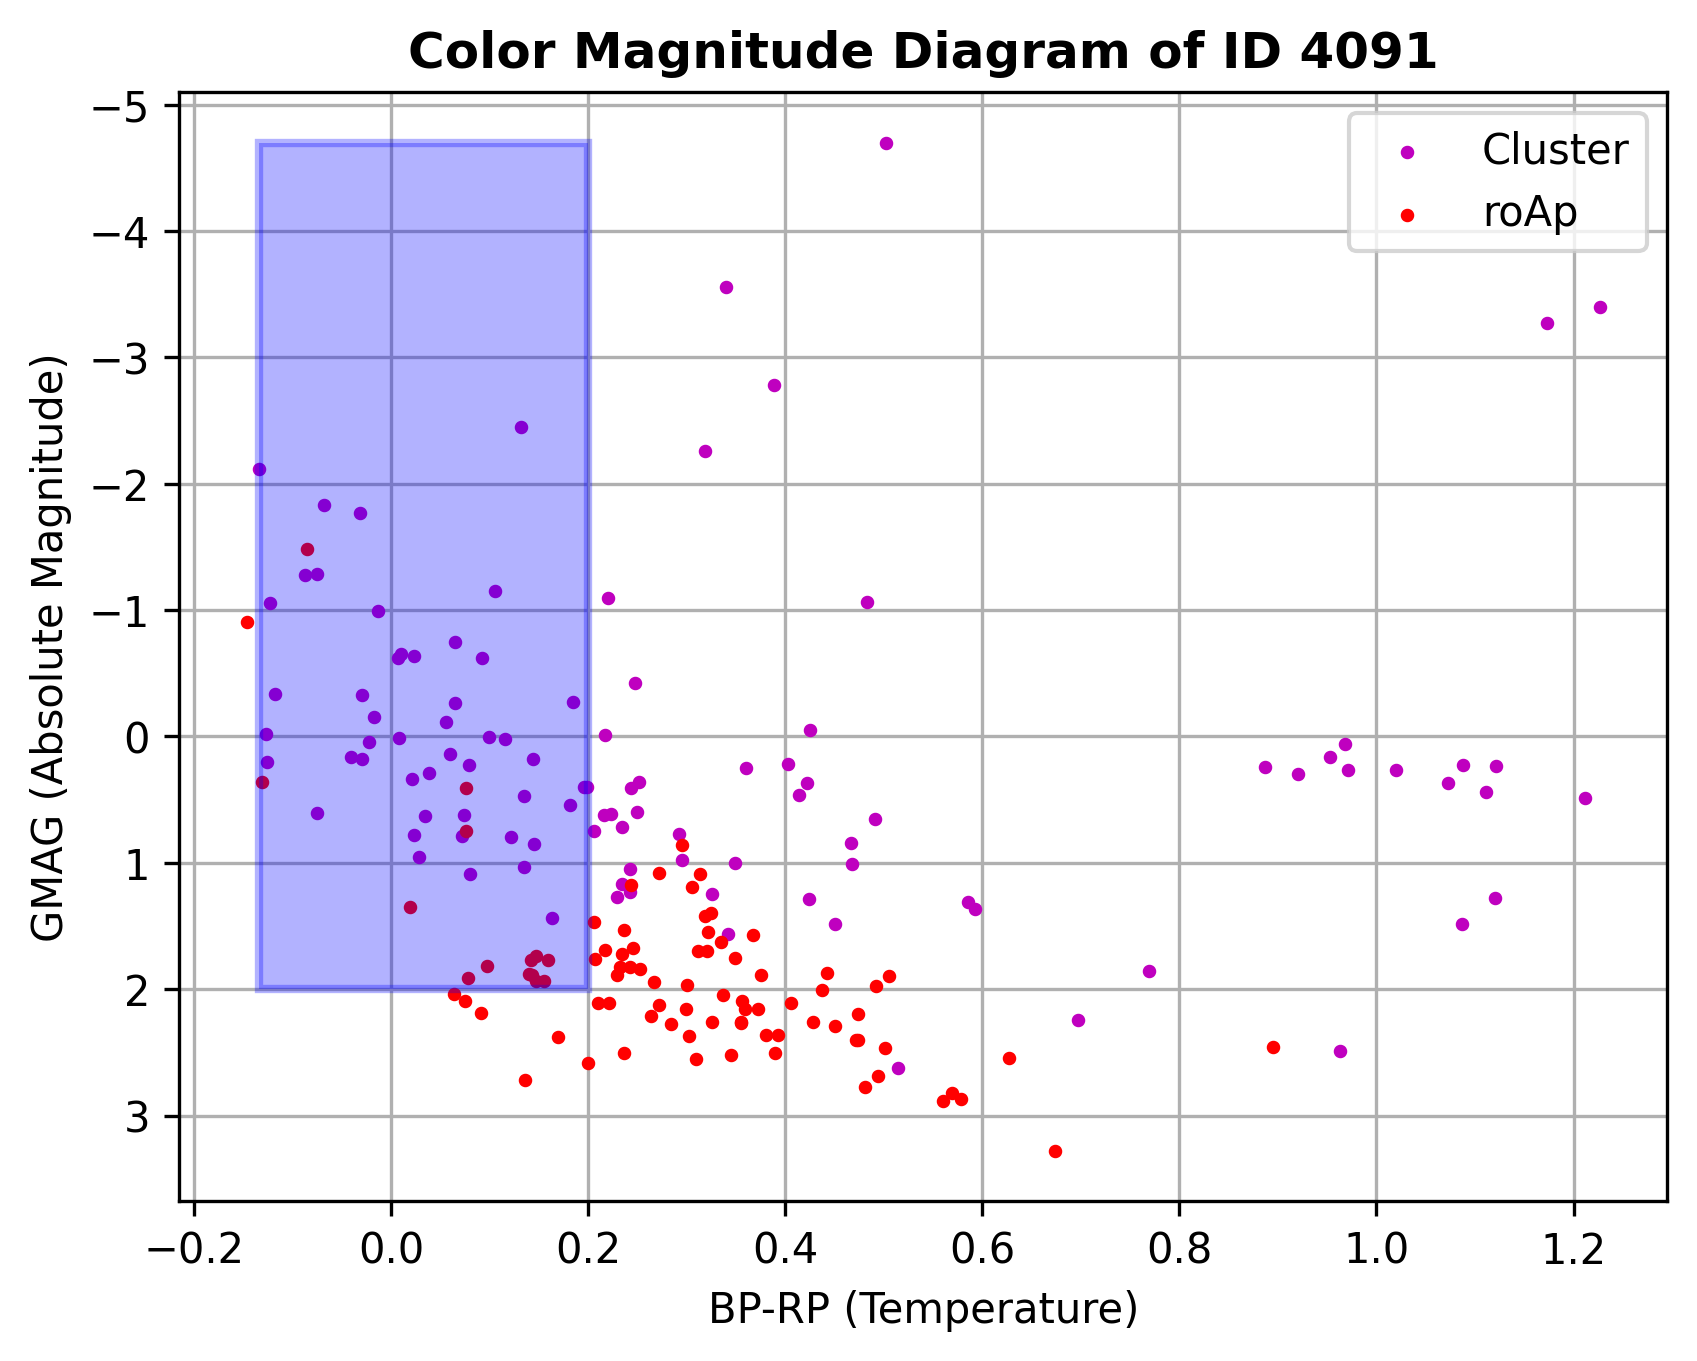 Color Magnitude Diagram of ID 4091
Cluster
roAp
GMAG (Absolute Magnitude)
−5
−4
−3
−2
−1
0
1
2
3
−0.2 0.0 0.2 0.4 0.6 0.8 1.0 1.2
BP-RP (Temperature)